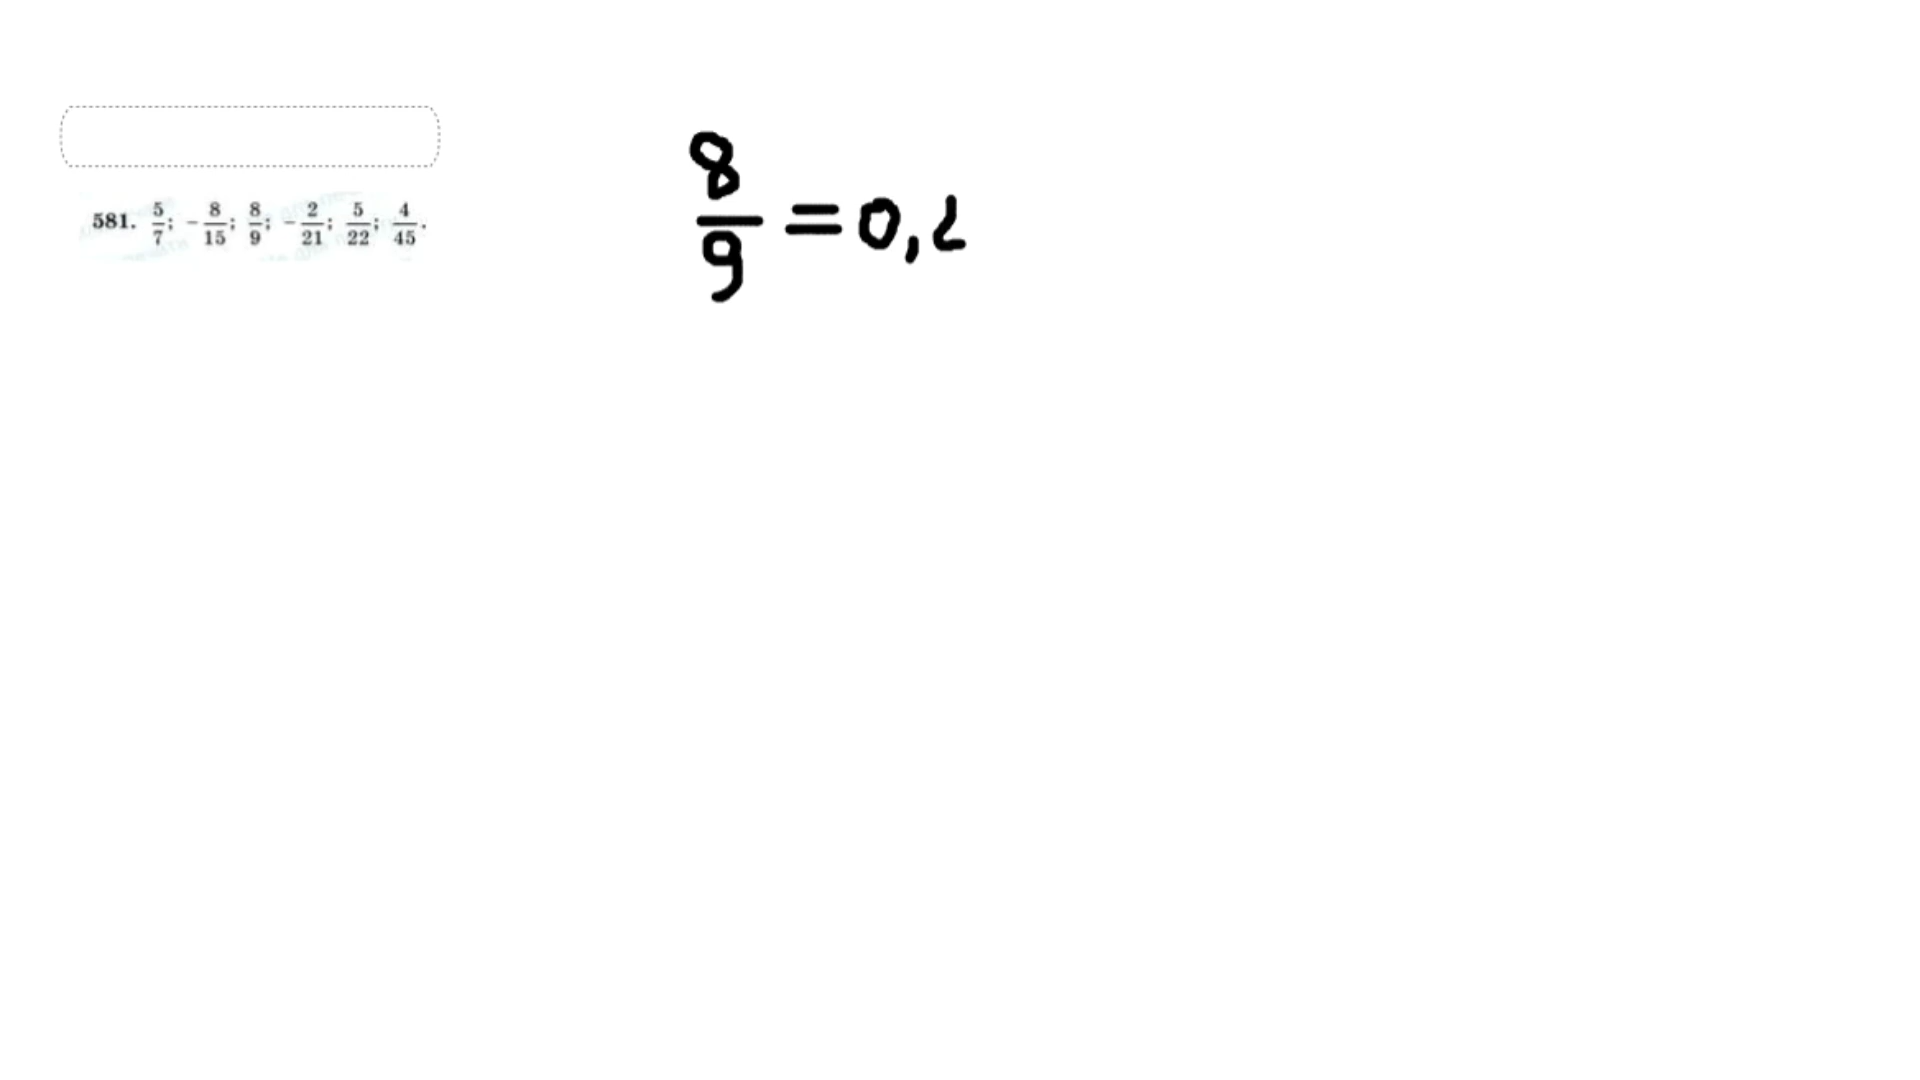 581. 5/7; -8/15; 8/9; -2/21; 5/22; 4/45.
8/9 = 0,